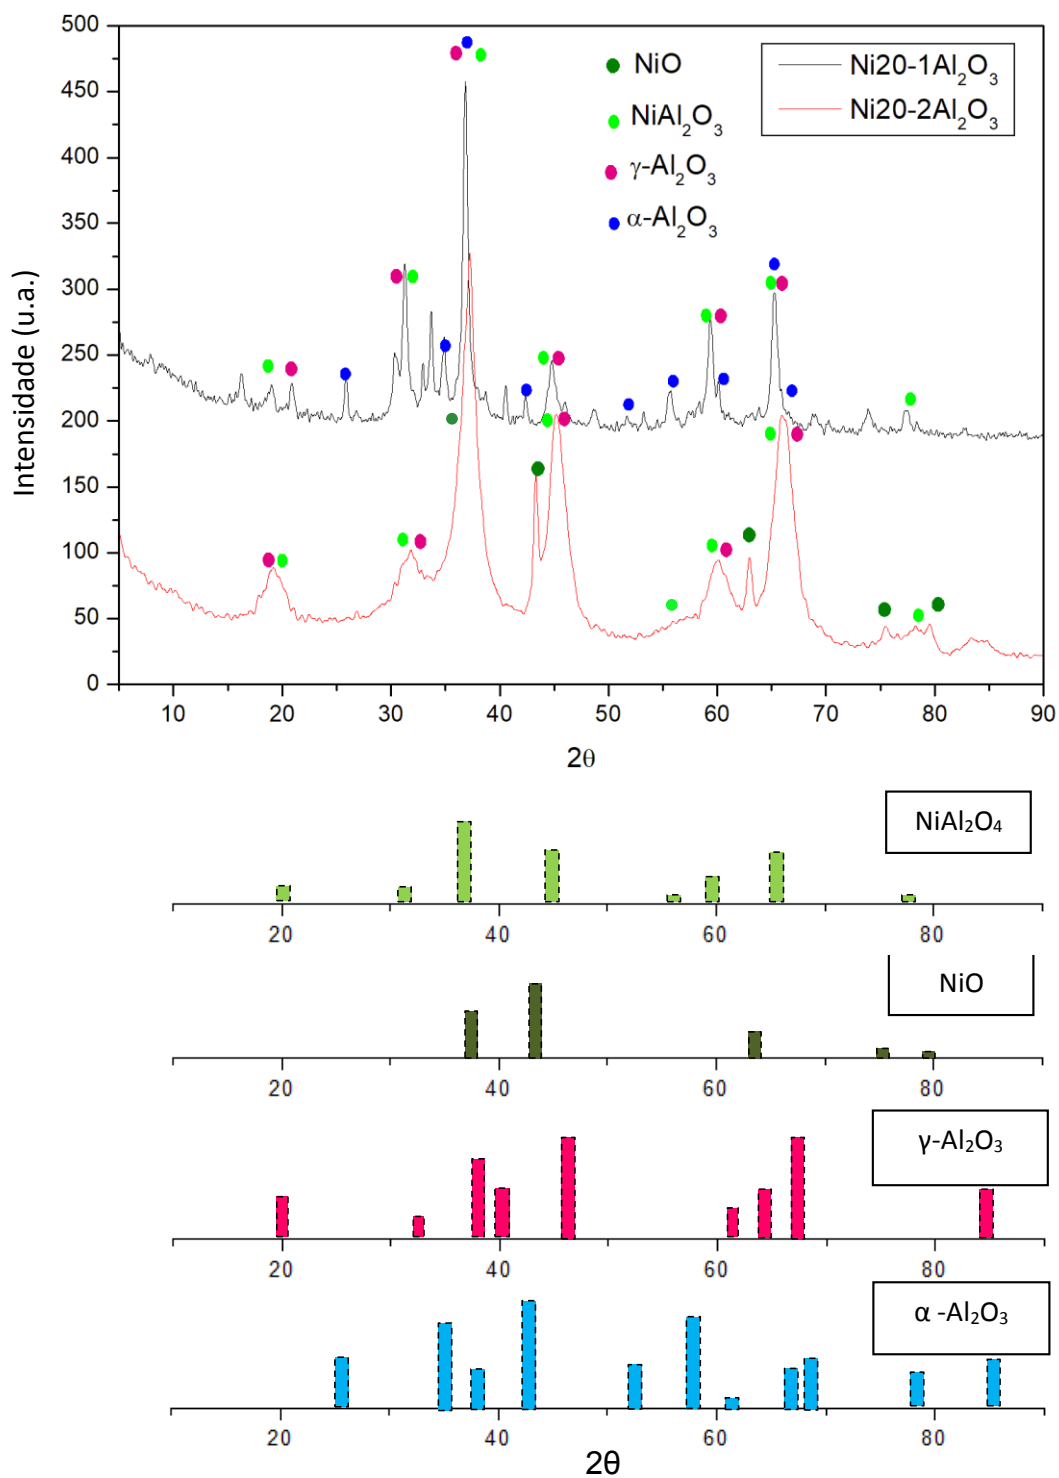 500
450
400
350
300
250
200
150
100
50
0
Intensidade (u.a.)
NiO
NiAl₂O₃
γ-Al₂O₃
α-Al₂O₃
Ni20-1Al₂O₃
Ni20-2Al₂O₃
10 20 30 40 50 60 70 80 90
2θ
NiAl₂O₄
20 40 60 80
NiO
20 40 60 80
γ-Al₂O₃
20 40 60 80
α -Al₂O₃
20 40 60 80
2θ